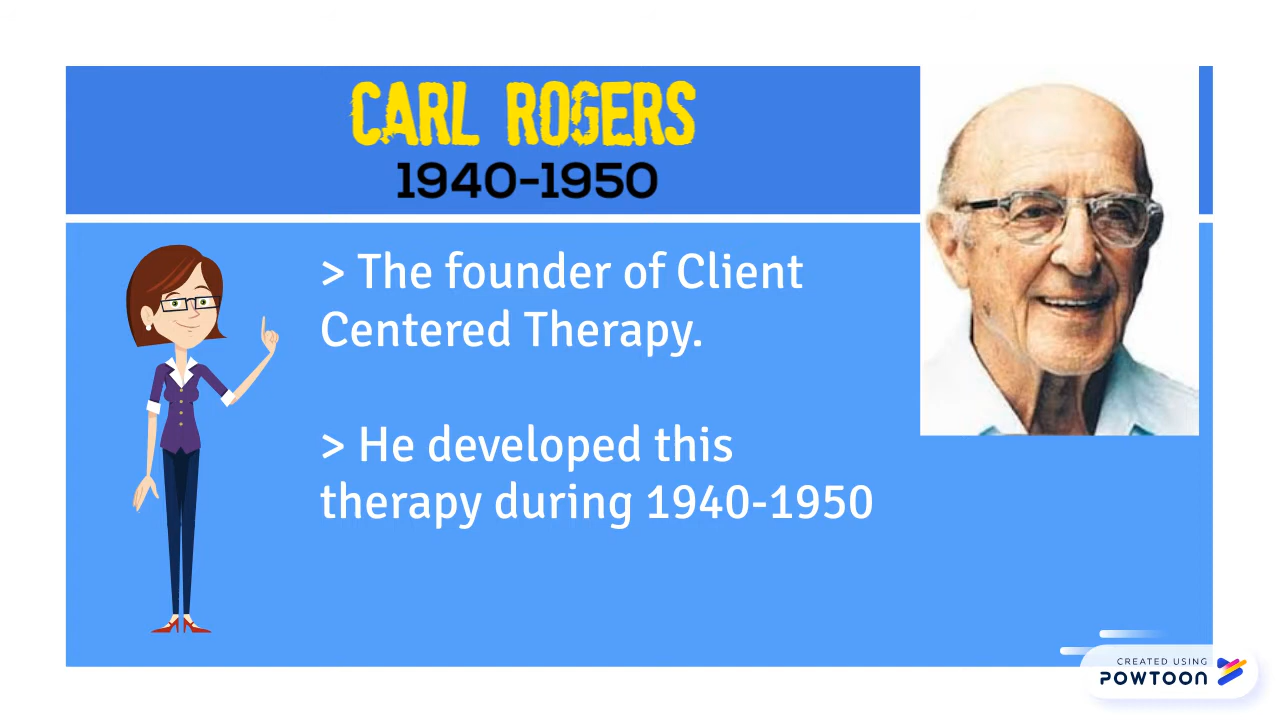 CARL ROGERS
1940-1950
> The founder of Client
Centered Therapy.
> He developed this
therapy during 1940-1950
CREATED USING
POWTOON